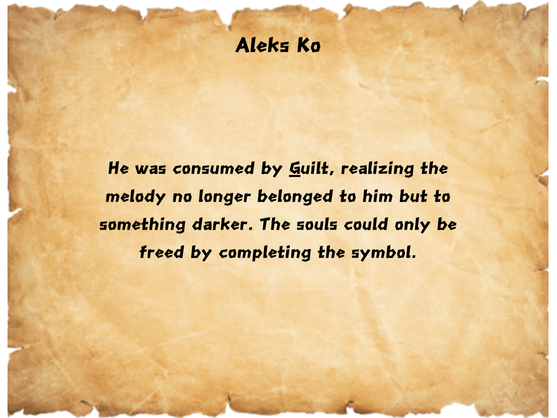 Aleks Ko
He was consumed by Guilt, realizing the
melody no longer belonged to him but to
something darker. The souls could only be
freed by completing the symbol.